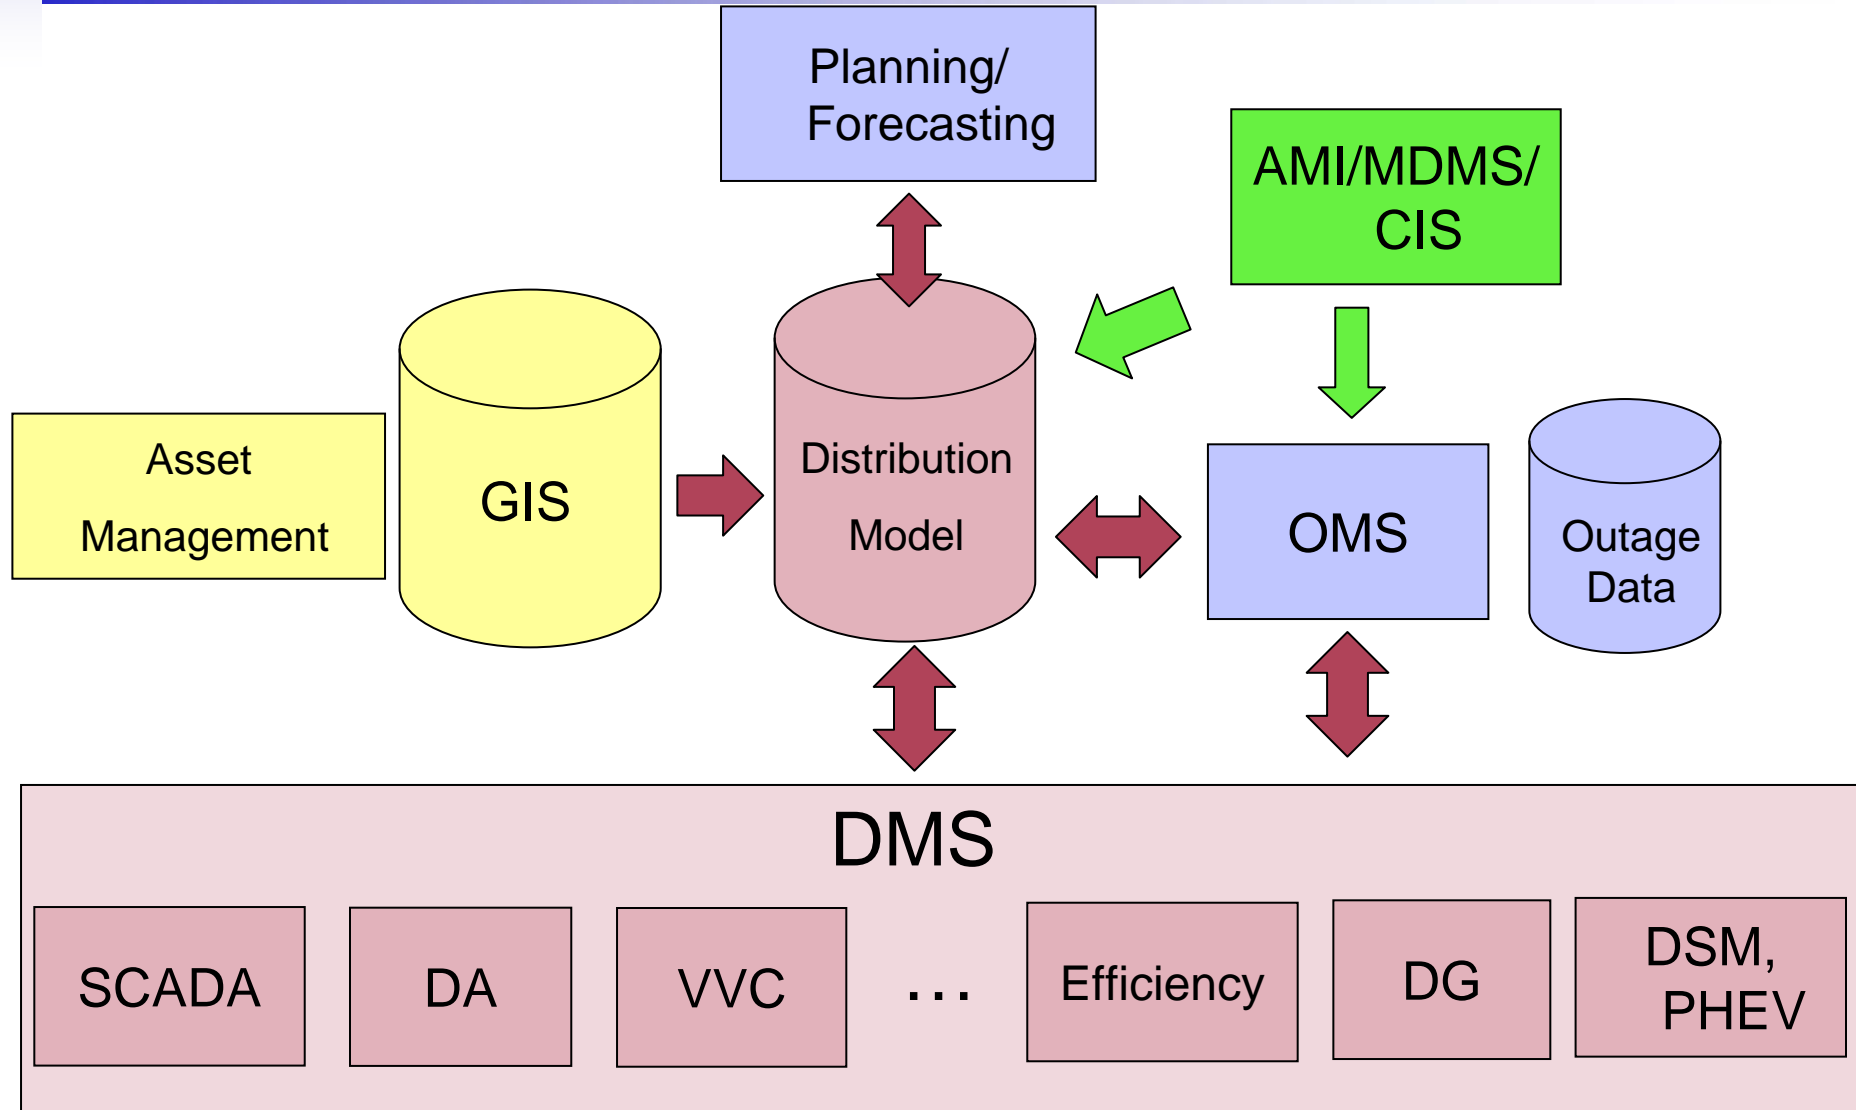 Planning/
Forecasting
AMI/MDMS/
CIS
Asset
Management
GIS
Distribution
Model
OMS
Outage
Data
DMS
SCADA
DA
VVC
...
Efficiency
DG
DSM,
PHEV